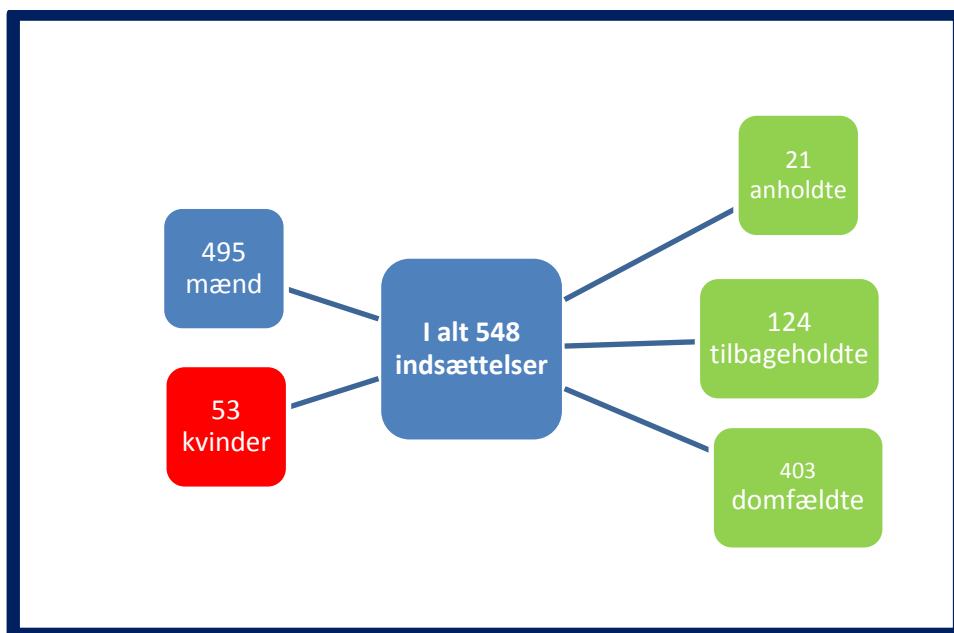 495
mænd
53
kvinder
I alt 548
indsættelser
21
anholdte
124
tilbageholdte
403
domfældte